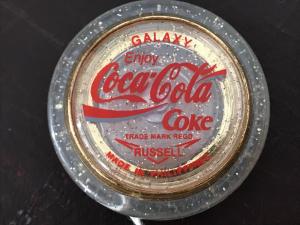 GALAXY
Enjoy
Coca-Cola
Coke
TRADE MARK REGD
RUSSELL
MADE IN PHILIPPINES